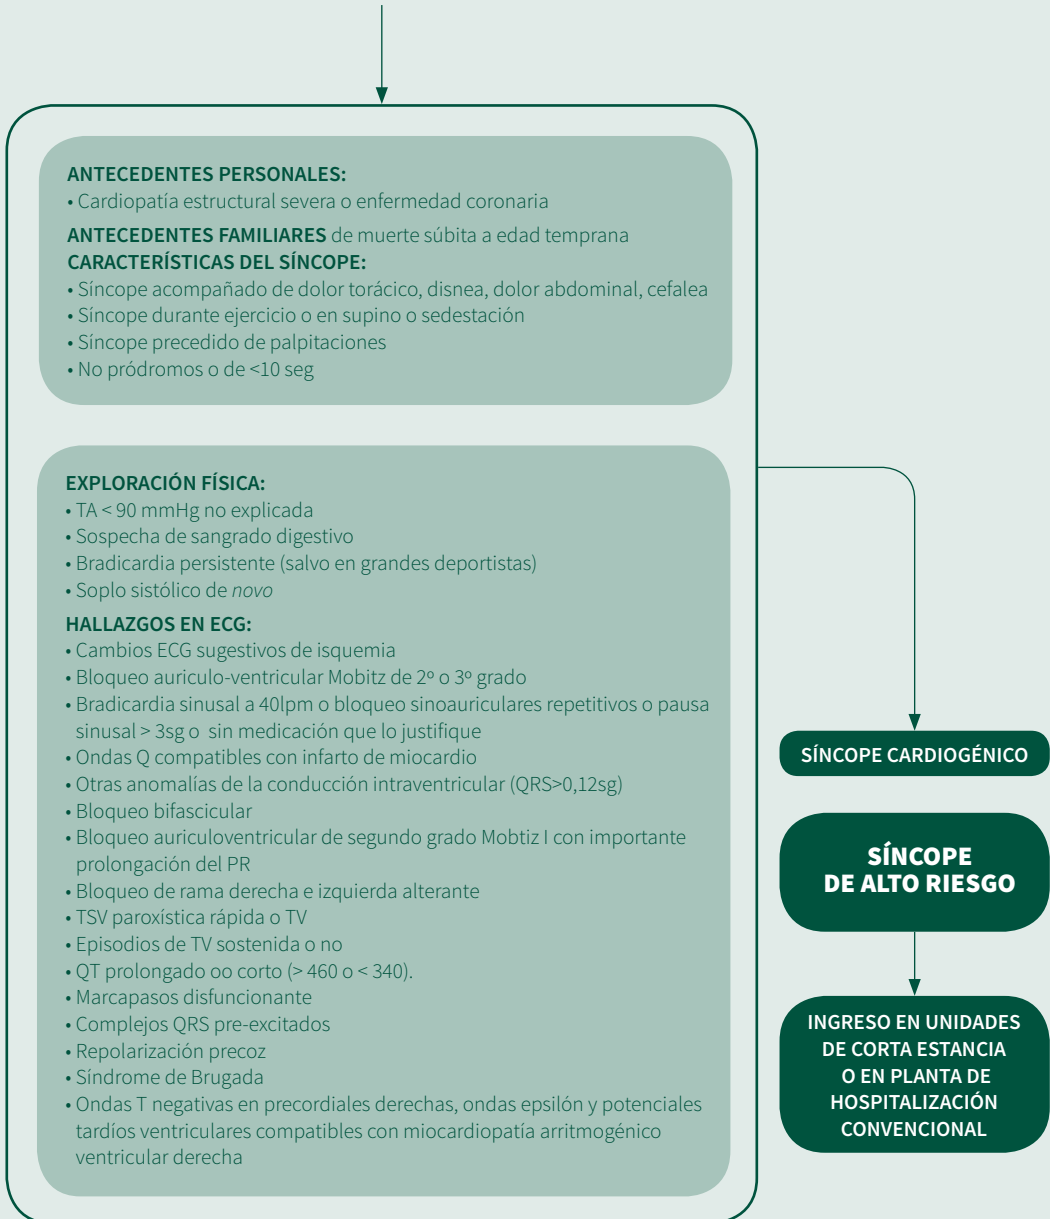 ANTECEDENTES PERSONALES:
• Cardiopatía estructural severa o enfermedad coronaria
ANTECEDENTES FAMILIARES de muerte súbita a edad temprana
CARACTERÍSTICAS DEL SÍNCOPE:
• Síncope acompañado de dolor torácico, disnea, dolor abdominal, cefalea
• Síncope durante ejercicio o en supino o sedestación
• Síncope precedido de palpitaciones
• No pródromos o de <10 seg
EXPLORACIÓN FÍSICA:
• TA < 90 mmHg no explicada
• Sospecha de sangrado digestivo
• Bradicardia persistente (salvo en grandes deportistas)
• Soplo sistólico de novo
HALLAZGOS EN ECG:
• Cambios ECG sugestivos de isquemia
• Bloqueo auriculo-ventricular Mobitz de 2º o 3º grado
• Bradicardia sinusal a 40lpm o bloqueo sinoauriculares repetitivos o pausa
sinusal > 3sg o sin medicación que lo justifique
• Ondas Q compatibles con infarto de miocardio
• Otras anomalías de la conducción intraventricular (QRS>0,12sg)
• Bloqueo bifascicular
• Bloqueo auriculoventricular de segundo grado Mobtiz I con importante
prolongación del PR
• Bloqueo de rama derecha e izquierda alterante
• TSV paroxística rápida o TV
• Episodios de TV sostenida o no
• QT prolongado oo corto (> 460 o < 340).
• Marcapasos disfuncionante
• Complejos QRS pre-excitados
• Repolarización precoz
• Síndrome de Brugada
• Ondas T negativas en precordiales derechas, ondas epsilón y potenciales
tardíos ventriculares compatibles con miocardiopatía arritmogénico
ventricular derecha
SÍNCOPE CARDIOGÉNICO
SÍNCOPE
DE ALTO RIESGO
INGRESO EN UNIDADES
DE CORTA ESTANCIA
O EN PLANTA DE
HOSPITALIZACIÓN
CONVENCIONAL